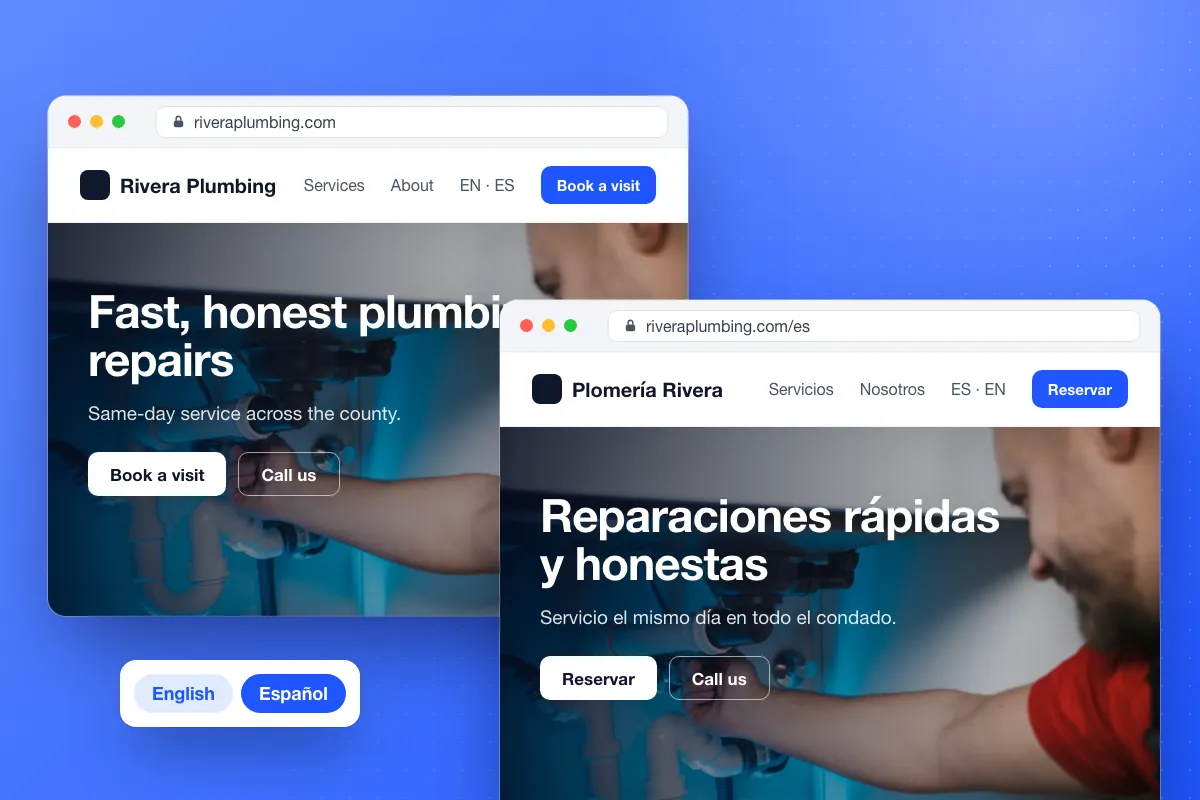 riveraplumbing.com
Rivera Plumbing
Services
About
EN · ES
Book a visit
Fast, honest
repairs
Same-day service across the county.
Book a visit
Call us
riveraplumbing.com/es
Plomería Rivera
Servicios
Nosotros
ES · EN
Reservar
Reparaciones rápidas
y honestas
Servicio el mismo día en todo el condado.
Reservar
Call us
English
Español